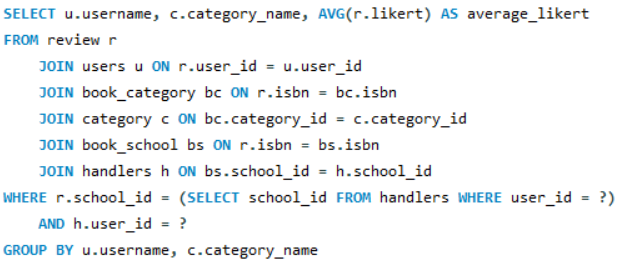 SELECT u.username, c.category_name, AVG(r.likert) AS average_likert
FROM review r
    JOIN users u ON r.user_id = u.user_id
    JOIN book_category bc ON r.isbn = bc.isbn
    JOIN category c ON bc.category_id = c.category_id
    JOIN book_school bs ON r.isbn = bs.isbn
    JOIN handlers h ON bs.school_id = h.school_id
WHERE r.school_id = (SELECT school_id FROM handlers WHERE user_id = ?)
    AND h.user_id = ?
GROUP BY u.username, c.category_name